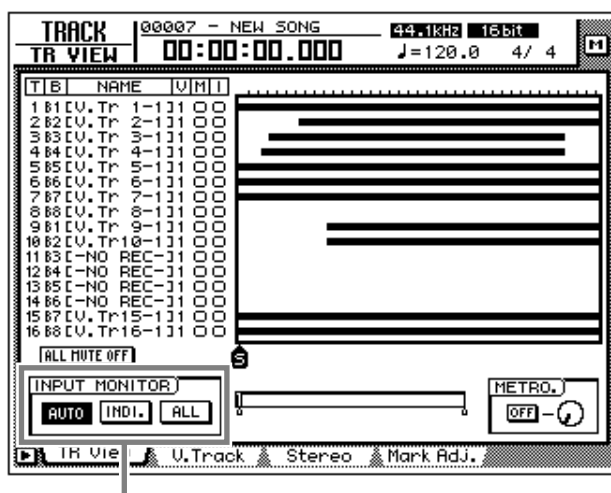 TRACK
TR VIEW
00007 - NEW SONG
00:00:00.000
44.1kHz 16bit
♩=120.0 4/ 4
M
T B NAME V M I
1 B1[V.Tr 1-1]1 O O
2 B2[V.Tr 2-1]1 O O
3 B3[V.Tr 3-1]1 O O
4 B4[V.Tr 4-1]1 O O
5 B5[V.Tr 5-1]1 O O
6 B6[V.Tr 6-1]1 O O
7 B7[V.Tr 7-1]1 O O
8 B8[V.Tr 8-1]1 O O
9 B1[V.Tr 9-1]1 O O
10 B2[V.Tr10-1]1 O O
11 B3[-NO REC-]1 O O
12 B4[-NO REC-]1 O O
13 B5[-NO REC-]1 O O
14 B6[-NO REC-]1 O O
15 B7[V.Tr15-1]1 O O
16 B8[V.Tr16-1]1 O O
ALL MUTE OFF
S
INPUT MONITOR
AUTO INDI. ALL
METRO.
OFF
TR View V.Track Stereo Mark Adj.